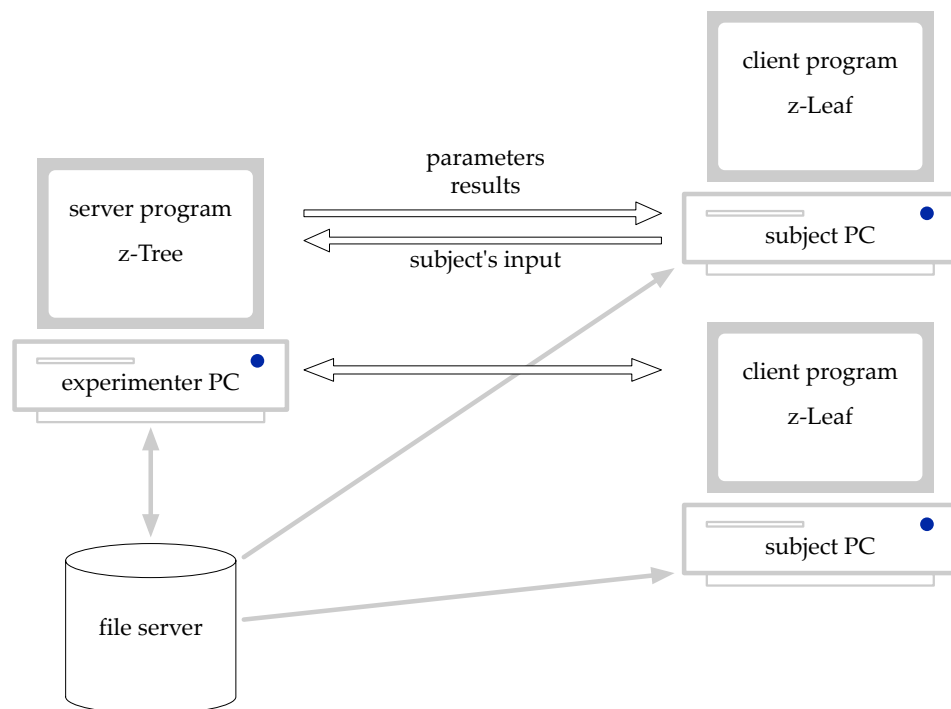 client program
z-Leaf
subject PC
parameters
results
subject's input
server program
z-Tree
experimenter PC
client program
z-Leaf
subject PC
file server